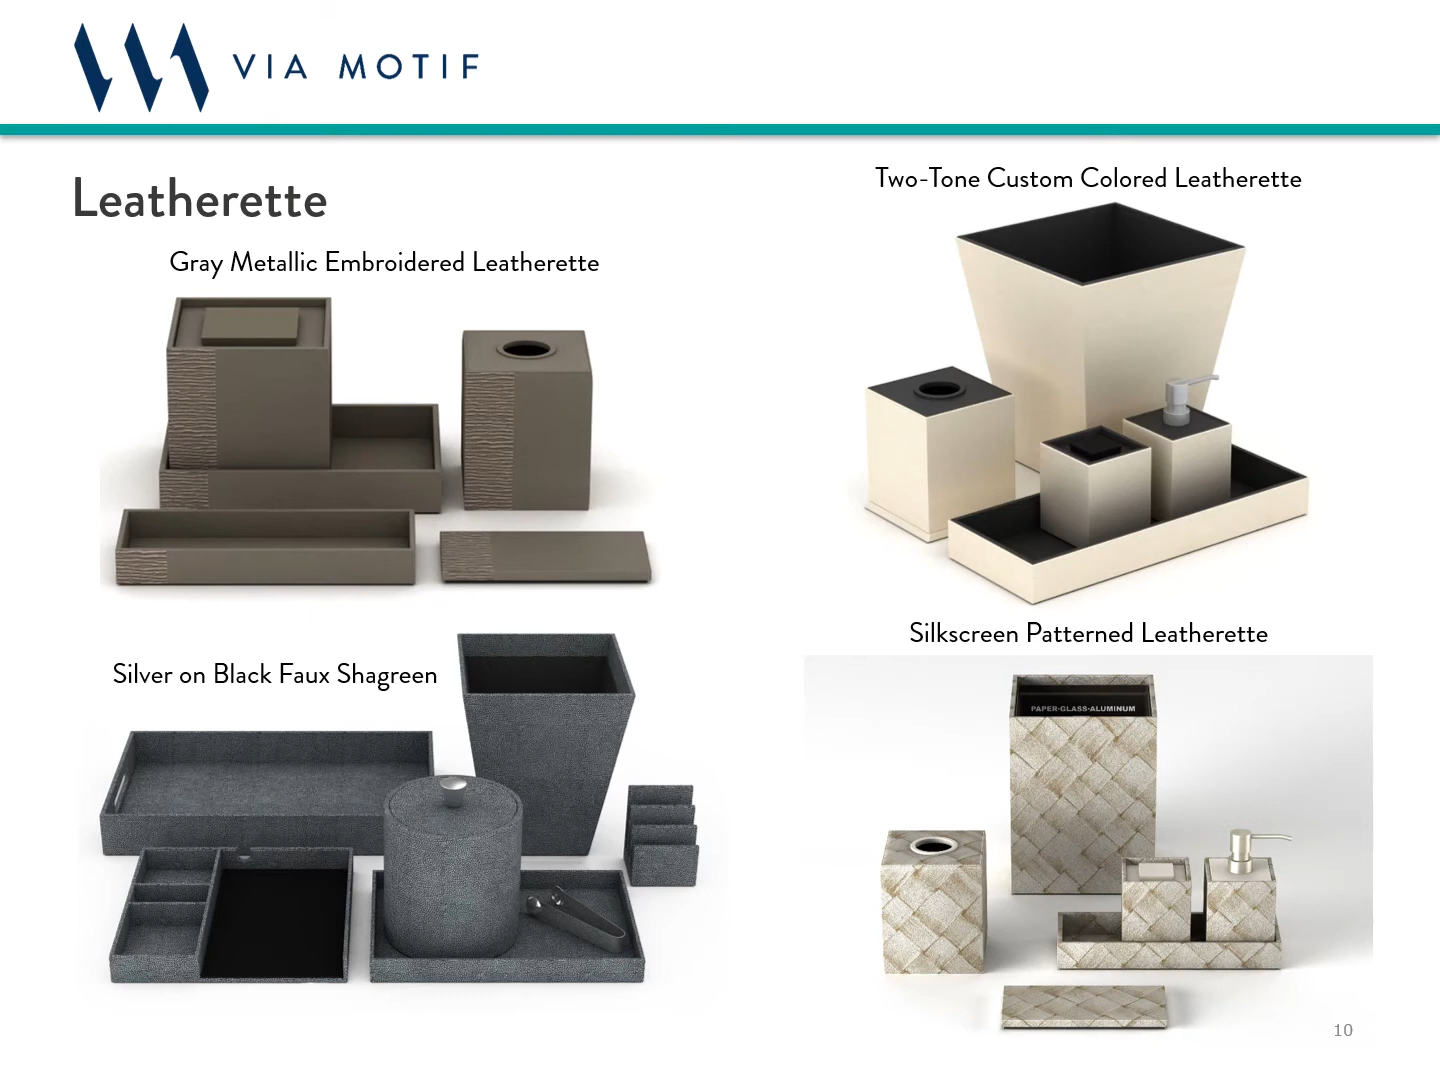 VIA MOTIF
Leatherette
Gray Metallic Embroidered Leatherette
Two-Tone Custom Colored Leatherette
Silver on Black Faux Shagreen
Silkscreen Patterned Leatherette
PAPER-GLASS-ALUMINUM
10